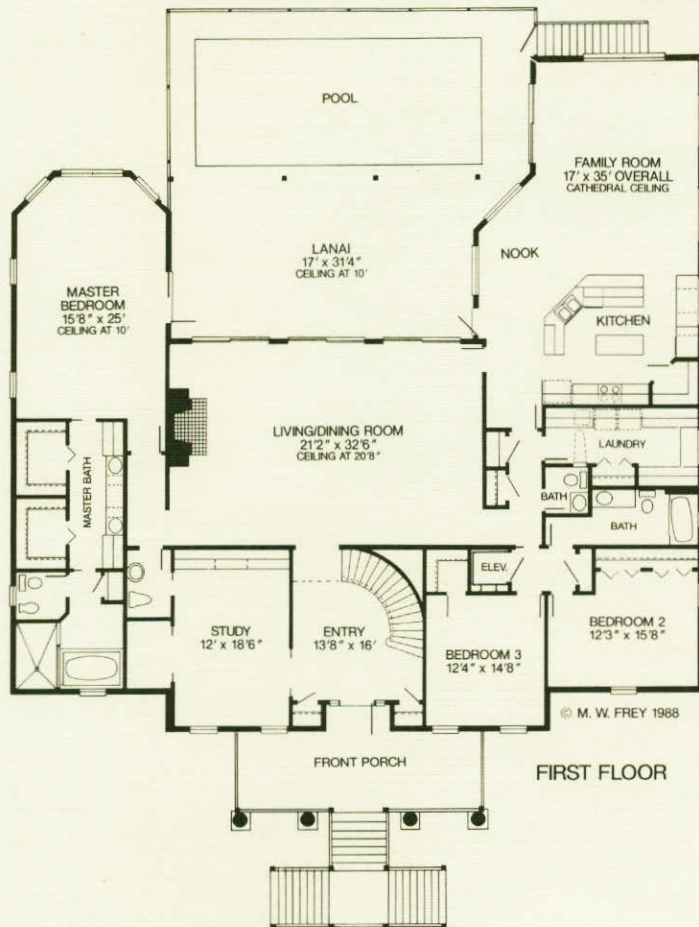 POOL
FAMILY ROOM
17' x 35' OVERALL
CATHEDRAL CEILING
LANAI
17' x 31'4"
CEILING AT 10'
NOOK
MASTER
BEDROOM
15'8" x 25'
CEILING AT 10'
KITCHEN
LIVING/DINING ROOM
21'2" x 32'6"
CEILING AT 20'8"
LAUNDRY
MASTER BATH
BATH
BATH
ELEV.
STUDY
12' x 18'6"
ENTRY
13'8" x 16'
BEDROOM 3
12'4" x 14'8"
BEDROOM 2
12'3" x 15'8"
© M. W. FREY 1988
FRONT PORCH
FIRST FLOOR